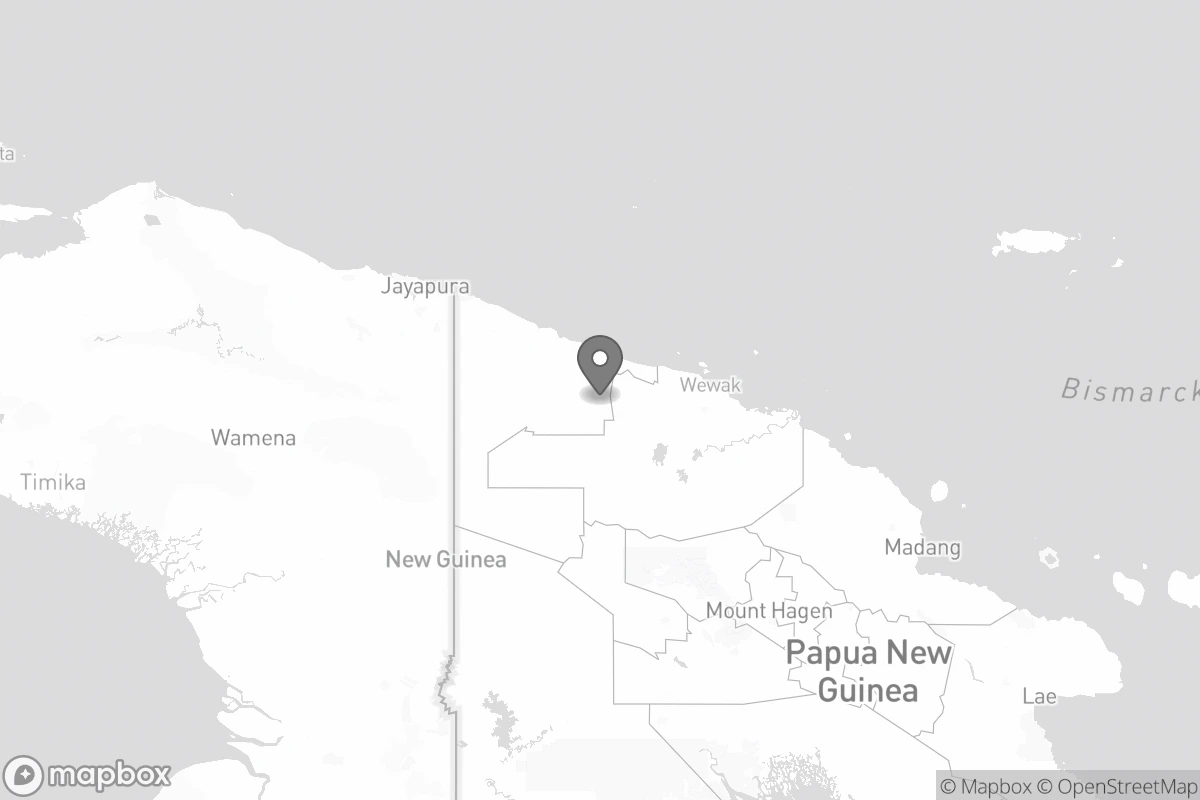 ta
Jayapura
Wewak
Bismarck
Wamena
Timika
Madang
New Guinea
Mount Hagen
Papua New
Guinea
Lae
mapbox
© Mapbox © OpenStreetMap